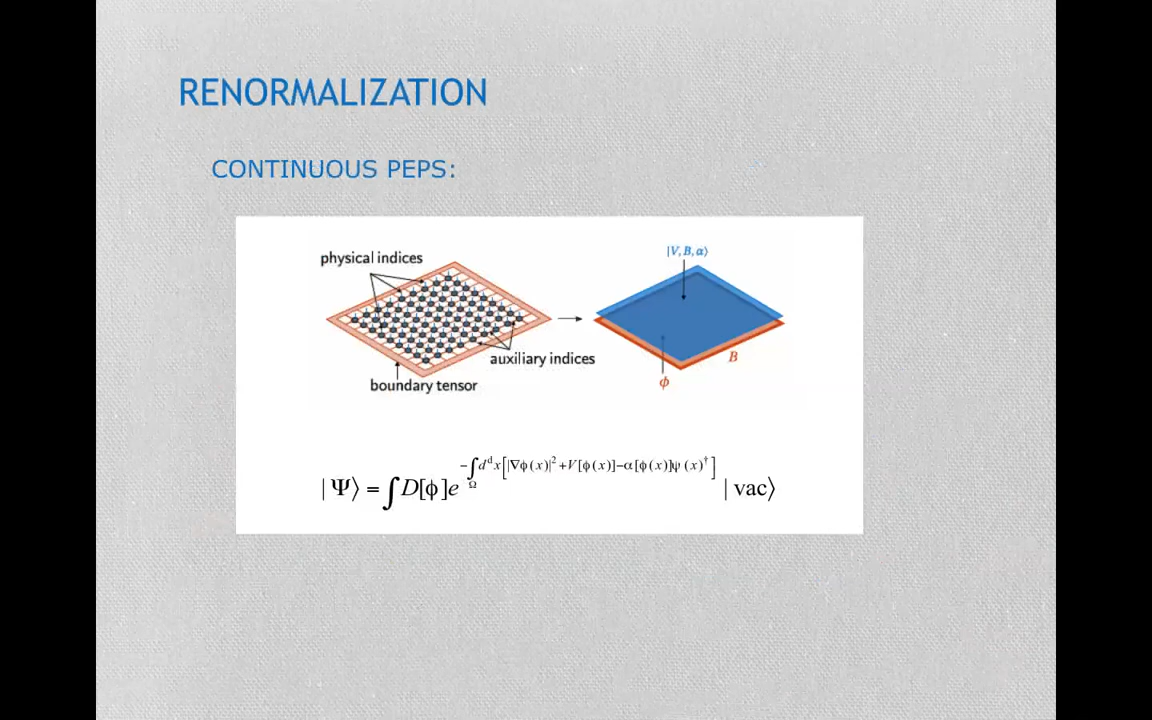 RENORMALIZATION
CONTINUOUS PEPS:
physical indices
auxiliary indices
boundary tensor
|V, B, α⟩
B
ϕ
|Ψ⟩ = ∫D[ϕ]e^{-∫_Ω d^d x[|∇ϕ(x)|^2+V[ϕ(x)]−α[ϕ(x)]ψ(x)^†]} |vac⟩